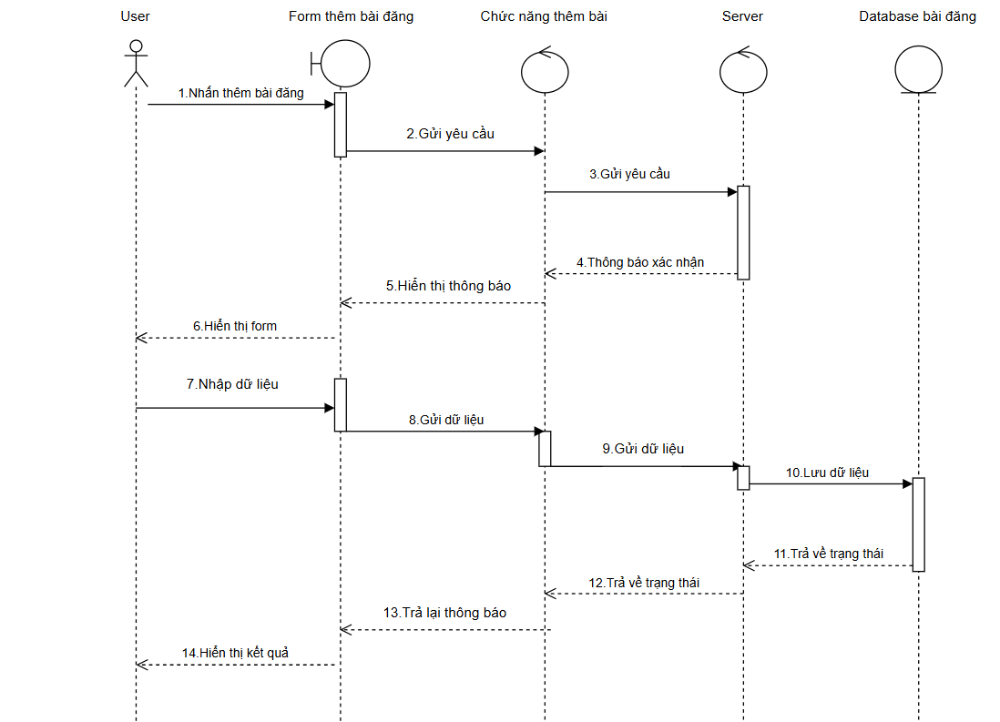 User
Form thêm bài đăng
Chức năng thêm bài
Server
Database bài đăng
1.Nhấn thêm bài đăng
2.Gửi yêu cầu
3.Gửi yêu cầu
4.Thông báo xác nhận
5.Hiển thị thông báo
6.Hiển thị form
7.Nhập dữ liệu
8.Gửi dữ liệu
9.Gửi dữ liệu
10.Lưu dữ liệu
11.Trả về trạng thái
12.Trả về trạng thái
13.Trả lại thông báo
14.Hiển thị kết quả